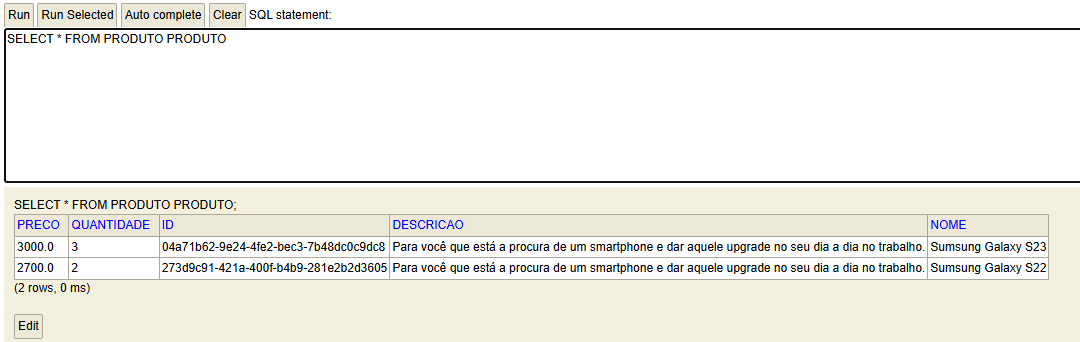 Run Run Selected Auto complete Clear SQL statement:
SELECT * FROM PRODUTO PRODUTO
SELECT * FROM PRODUTO PRODUTO;
PRECO QUANTIDADE ID DESCRICAO NOME
3000.0 3 04a71b62-9e24-4fe2-bec3-7b48dc0c9dc8 Para você que está a procura de um smartphone e dar aquele upgrade no seu dia a dia no trabalho. Sumsung Galaxy S23
2700.0 2 273d9c91-421a-400f-b4b9-281e2b2d3605 Para você que está a procura de um smartphone e dar aquele upgrade no seu dia a dia no trabalho. Sumsung Galaxy S22
(2 rows, 0 ms)
Edit